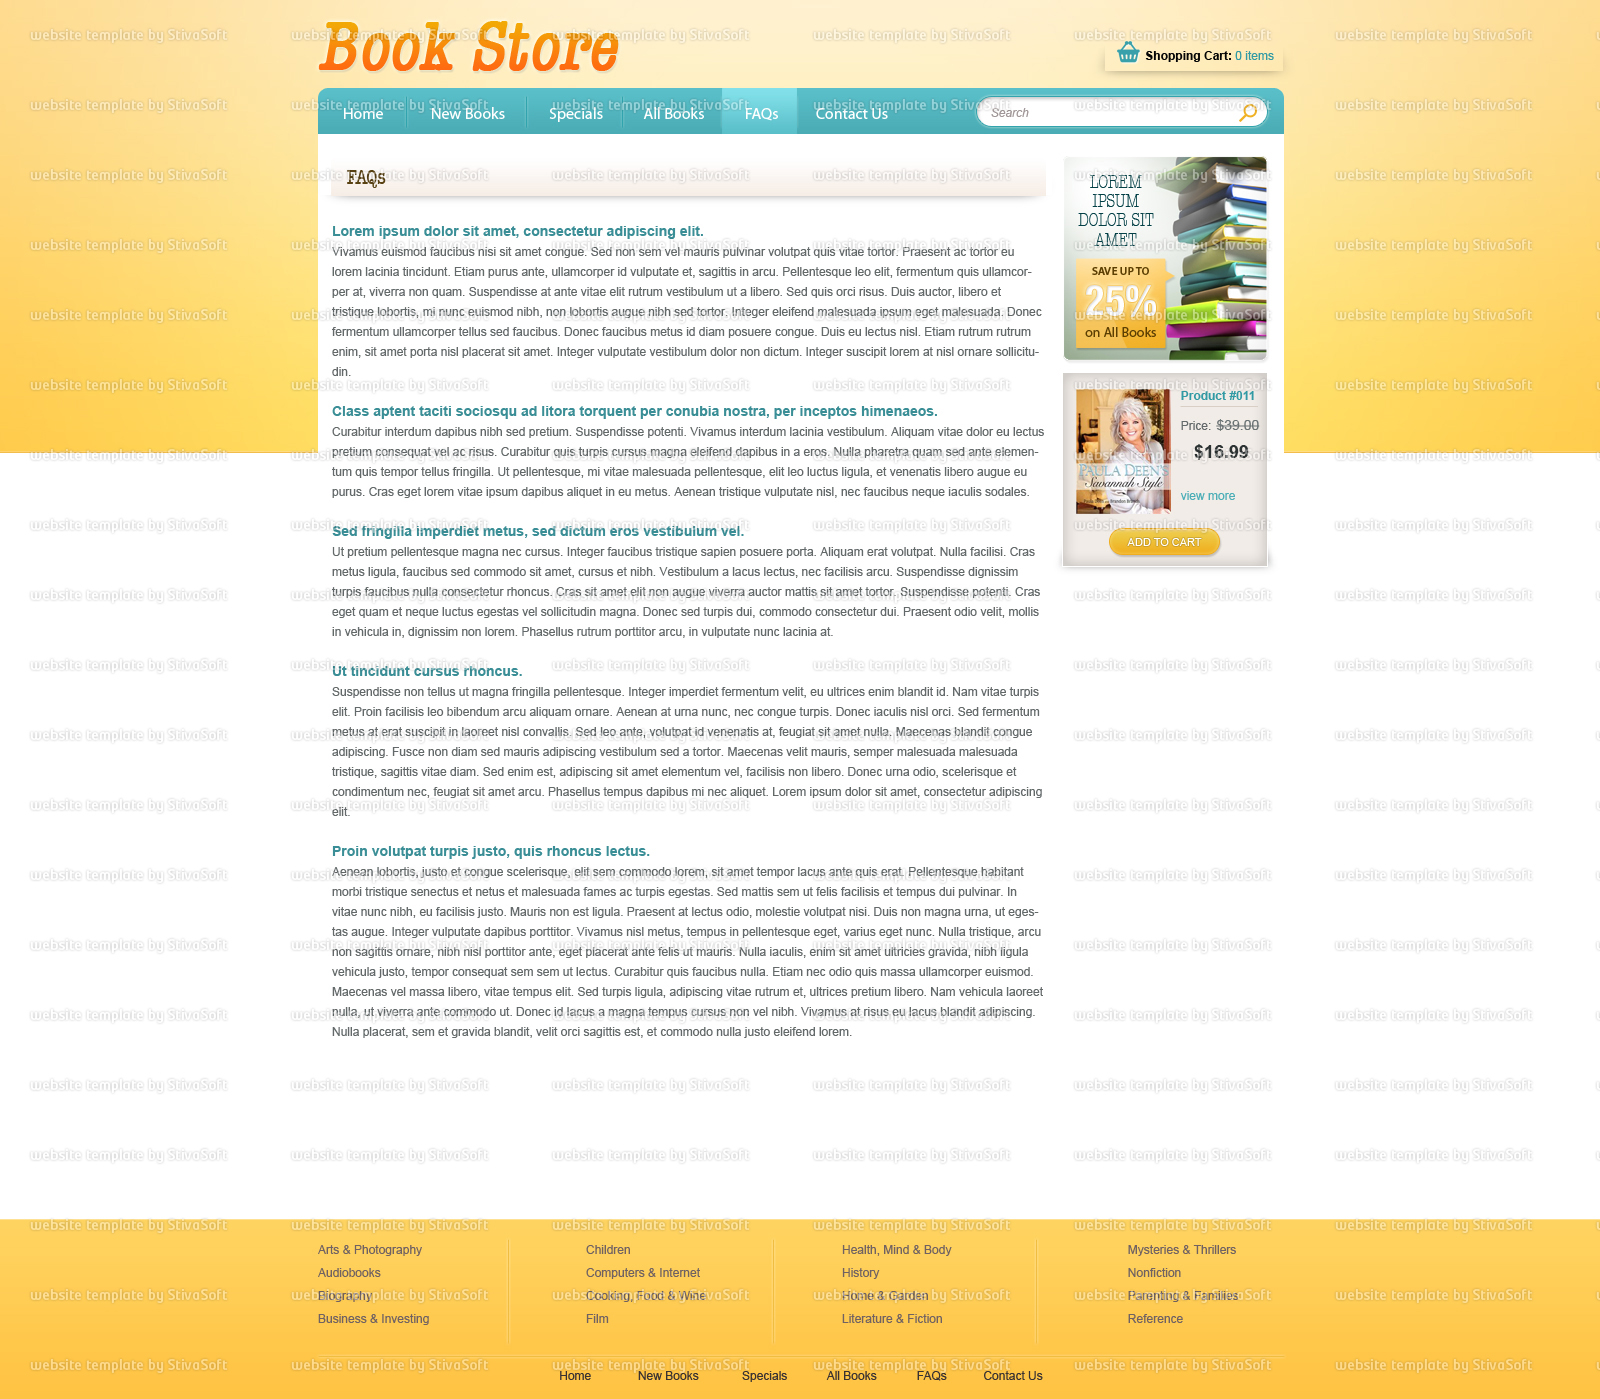 Book Store
Shopping Cart: 0 items
Home New Books Specials All Books FAQs Contact Us
Search
FAQs
Lorem ipsum dolor sit amet, consectetur adipiscing elit.
Vivamus euismod faucibus nisi sit amet congue. Sed non sem vel mauris pulvinar volutpat quis vitae tortor. Praesent ac tortor eu
lorem lacinia tincidunt. Etiam purus ante, ullamcorper id vulputate et, sagittis in arcu. Pellentesque leo elit, fermentum quis ullamcor-
per at, viverra non quam. Suspendisse at ante vitae elit rutrum vestibulum ut a libero. Sed quis orci risus. Duis auctor, libero et
tristique lobortis, mi nunc euismod nibh, non lobortis augue nibh sed tortor. Integer eleifend malesuada ipsum eget malesuada. Donec
fermentum ullamcorper tellus sed faucibus. Donec faucibus metus id diam posuere congue. Duis eu lectus nisl. Etiam rutrum rutrum
enim, sit amet porta nisl placerat sit amet. Integer vulputate vestibulum dolor non dictum. Integer suscipit lorem at nisl ornare sollicitu-
din.
Class aptent taciti sociosqu ad litora torquent per conubia nostra, per inceptos himenaeos.
Curabitur interdum dapibus nibh sed pretium. Suspendisse potenti. Vivamus interdum lacinia vestibulum. Aliquam vitae dolor eu lectus
pretium consequat vel ac risus. Curabitur quis turpis cursus magna eleifend dapibus in a eros. Nulla pharetra quam sed ante elemen-
tum quis tempor tellus fringilla. Ut pellentesque, mi vitae malesuada pellentesque, elit leo luctus ligula, et venenatis libero augue eu
purus. Cras eget lorem vitae ipsum dapibus aliquet in eu metus. Aenean tristique vulputate nisl, nec faucibus neque iaculis sodales.
Sed fringilla imperdiet metus, sed dictum eros vestibulum vel.
Ut pretium pellentesque magna nec cursus. Integer faucibus tristique sapien posuere porta. Aliquam erat volutpat. Nulla facilisi. Cras
metus ligula, faucibus sed commodo sit amet, cursus et nibh. Vestibulum a lacus lectus, nec facilisis arcu. Suspendisse dignissim
turpis faucibus nulla consectetur rhoncus. Cras sit amet elit non augue viverra auctor mattis sit amet tortor. Suspendisse potenti. Cras
eget quam et neque luctus egestas vel sollicitudin magna. Donec sed turpis dui, commodo consectetur dui. Praesent odio velit, mollis
in vehicula in, dignissim non lorem. Phasellus rutrum porttitor arcu, in vulputate nunc lacinia at.
Ut tincidunt cursus rhoncus.
Suspendisse non tellus ut magna fringilla pellentesque. Integer imperdiet fermentum velit, eu ultrices enim blandit id. Nam vitae turpis
elit. Proin facilisis leo bibendum arcu aliquam ornare. Aenean at urna nunc, nec congue turpis. Donec iaculis nisl orci. Sed fermentum
metus at erat suscipit in laoreet nisl convallis. Sed leo ante, volutpat id venenatis at, feugiat sit amet nulla. Maecenas blandit congue
adipiscing. Fusce non diam sed mauris adipiscing vestibulum sed a tortor. Maecenas velit mauris, semper malesuada malesuada
tristique, sagittis vitae diam. Sed enim est, adipiscing sit amet elementum vel, facilisis non libero. Donec urna odio, scelerisque et
condimentum nec, feugiat sit amet arcu. Phasellus tempus dapibus mi nec aliquet. Lorem ipsum dolor sit amet, consectetur adipiscing
elit.
Proin volutpat turpis justo, quis rhoncus lectus.
Aenean lobortis, justo et congue scelerisque, elit sem commodo lorem, sit amet tempor lacus ante quis erat. Pellentesque habitant
morbi tristique senectus et netus et malesuada fames ac turpis egestas. Sed mattis sem ut felis facilisis et tempus dui pulvinar. In
vitae nunc nibh, eu facilisis justo. Mauris non est ligula. Praesent at lectus odio, molestie volutpat nisi. Duis non magna urna, ut eges-
tas augue. Integer vulputate dapibus porttitor. Vivamus nisl metus, tempus in pellentesque eget, varius eget nunc. Nulla tristique, arcu
non sagittis ornare, nibh nisl porttitor ante, eget placerat ante felis ut mauris. Nulla iaculis, enim sit amet ultricies gravida, nibh ligula
vehicula justo, tempor consequat sem sem ut lectus. Curabitur quis faucibus nulla. Etiam nec odio quis massa ullamcorper euismod.
Maecenas vel massa libero, vitae tempus elit. Sed turpis ligula, adipiscing vitae rutrum et, ultrices pretium libero. Nam vehicula laoreet
nulla, ut viverra ante commodo ut. Donec id lacus a magna tempus cursus non vel nibh. Vivamus at risus eu lacus blandit adipiscing.
Nulla placerat, sem et gravida blandit, velit orci sagittis est, et commodo nulla justo eleifend lorem.
LOREM
IPSUM
DOLOR SIT
AMET
SAVE UP TO
25%
on All Books
Product #011
Price: $39.00
$16.99
view more
PAULA DEEN'S
Savannah Style
ADD TO CART
Arts & Photography
Audiobooks
Biography
Business & Investing
Children
Computers & Internet
Cooking, Food & Wine
Film
Health, Mind & Body
History
Home & Garden
Literature & Fiction
Mysteries & Thrillers
Nonfiction
Parenting & Families
Reference
Home New Books Specials All Books FAQs Contact Us
website template by StivaSoft